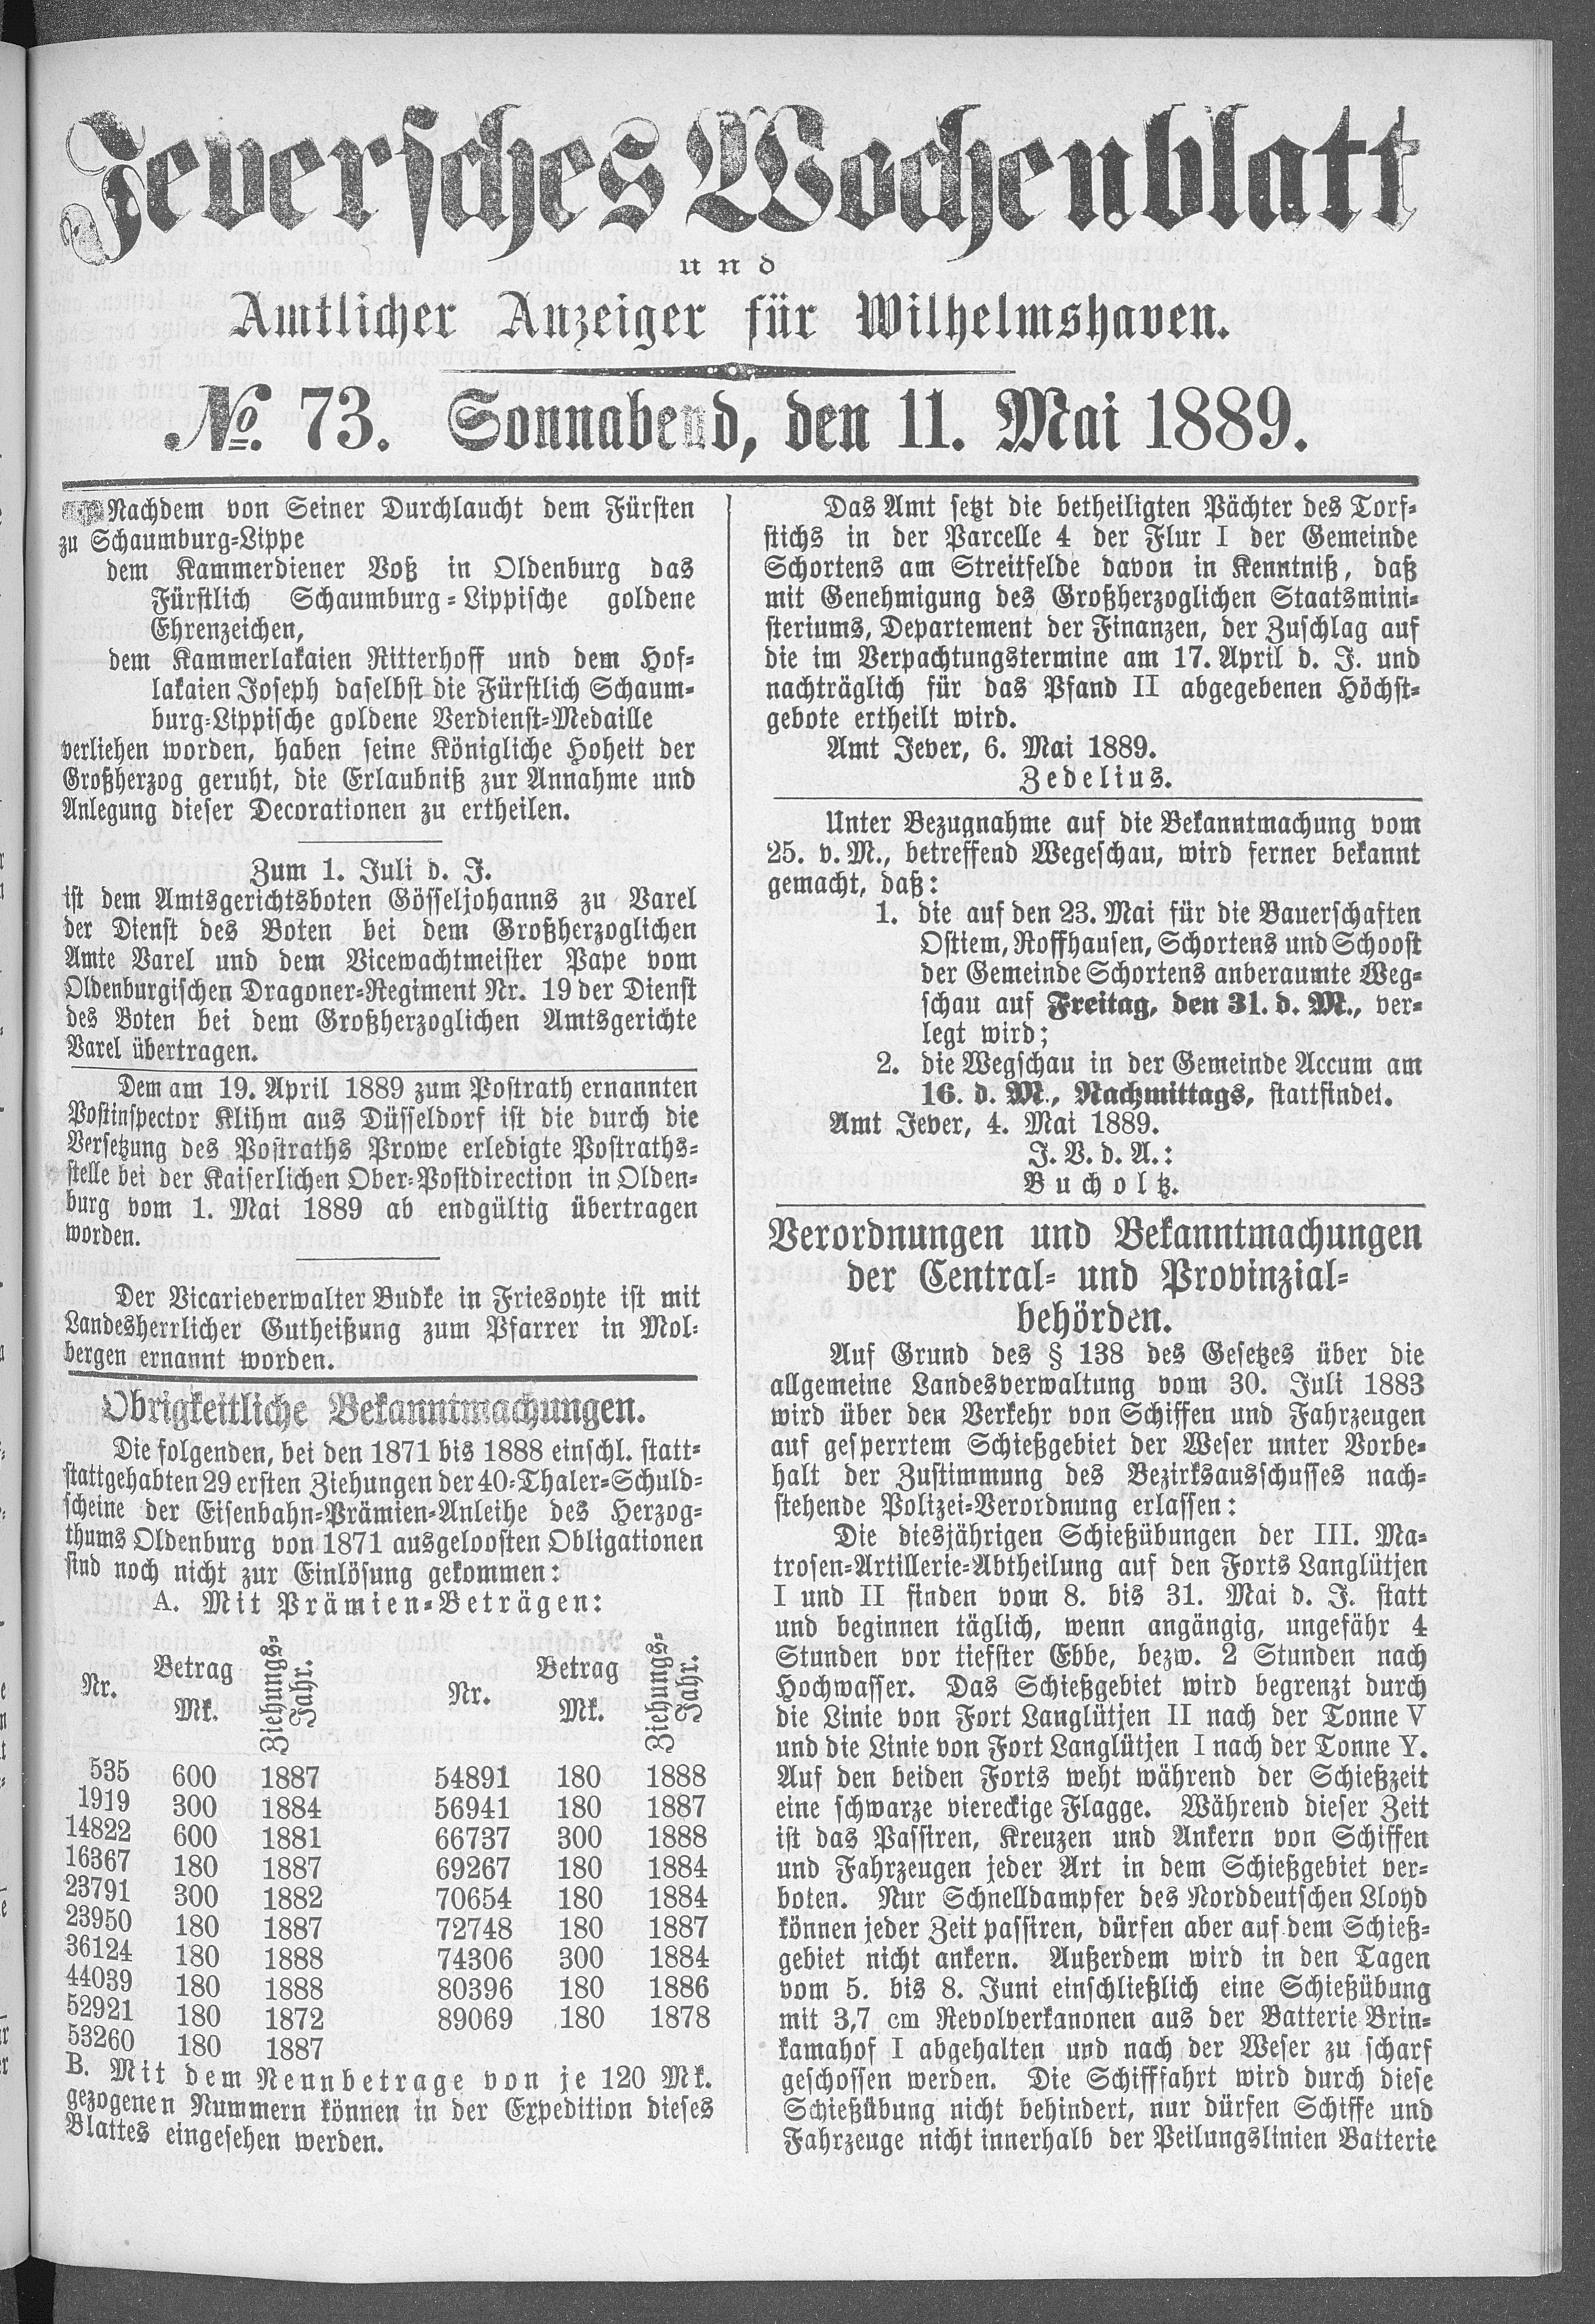 Jeversches Wochenblatt
und
Amtlicher Anzeiger für Wilhelmshaven.
No. 73. Sonnabend, den 11. Mai 1889.
Nachdem von Seiner Durchlaucht dem Fürsten
zu Schaumburg-Lippe
dem Kammerdiener Voß in Oldenburg das
Fürstlich Schaumburg-Lippische goldene
Ehrenzeichen,
dem Kammerlakaien Ritterhoff und dem Hof-
lakaien Joseph daselbst die Fürstlich Schaum-
burg-Lippische goldene Verdienst-Medaille
verliehen worden, haben seine Königliche Hoheit der
Großherzog geruht, die Erlaubniß zur Annahme und
Anlegung dieser Decorationen zu ertheilen.
Zum 1. Juli d. J.
ist dem Amtsgerichtsboten Gösseljohanns zu Varel
der Dienst des Boten bei dem Großherzoglichen
Amte Varel und dem Vicewachtmeister Pape vom
Oldenburgischen Dragoner-Regiment Nr. 19 der Dienst
des Boten bei dem Großherzoglichen Amtsgerichte
Varel übertragen.
Dem am 19. April 1889 zum Postrath ernannten
Postinspector Klihm aus Düsseldorf ist die durch die
Versetzung des Postraths Prowe erledigte Postraths-
stelle bei der Kaiserlichen Ober-Postdirection in Olden-
burg vom 1. Mai 1889 ab endgültig übertragen
worden.
Der Vicarieverwalter Budke in Friesoyte ist mit
Landesherrlicher Gutheißung zum Pfarrer in Mol-
bergen ernannt worden.
Obrigkeitliche Bekanntmachungen.
Die folgenden, bei den 1871 bis 1888 einschl. statt-
stattgehabten 29 ersten Ziehungen der 40-Thaler-Schuld-
scheine der Eisenbahn-Prämien-Anleihe des Herzog-
thums Oldenburg von 1871 ausgeloosten Obligationen
sind noch nicht zur Einlösung gekommen:
A. Mit Prämien-Beträgen:
Nr. Betrag Mk. Ziehungs-Jahr. Nr. Betrag Mk. Ziehungs-Jahr.
535 600 1887 54891 180 1888
1919 300 1884 56941 180 1887
14822 600 1881 66737 300 1888
16367 180 1887 69267 180 1884
23791 300 1882 70654 180 1884
23950 180 1887 72748 180 1887
36124 180 1888 74306 300 1884
44039 180 1888 80396 180 1886
52921 180 1872 89069 180 1878
53260 180 1887
B. Mit dem Nennbetrage von je 120 Mk.
gezogenen Nummern können in der Expedition dieses
Blattes eingesehen werden.
Das Amt setzt die betheiligten Pächter des Torf-
stichs in der Parcelle 4 der Flur I der Gemeinde
Schortens am Streitfelde davon in Kenntniß, daß
mit Genehmigung des Großherzoglichen Staatsmini-
steriums, Departement der Finanzen, der Zuschlag auf
die im Verpachtungstermine am 17. April d. J. und
nachträglich für das Pfand II abgegebenen Höchst-
gebote ertheilt wird.
Amt Jever, 6. Mai 1889.
Zedelius.
Unter Bezugnahme auf die Bekanntmachung vom
25. v. M., betreffend Wegeschau, wird ferner bekannt
gemacht, daß:
1. die auf den 23. Mai für die Bauerschaften
Ostiem, Roffhausen, Schortens und Schoost
der Gemeinde Schortens anberaumte Weg-
schau auf Freitag, den 31. d. M., ver-
legt wird;
2. die Wegschau in der Gemeinde Accum am
16. d. M., Nachmittags, stattfindet.
Amt Jever, 4. Mai 1889.
J. V. d. A.:
Bucholtz.
Verordnungen und Bekanntmachungen
der Central- und Provinzial-
behörden.
Auf Grund des § 138 des Gesetzes über die
allgemeine Landesverwaltung vom 30. Juli 1883
wird über den Verkehr von Schiffen und Fahrzeugen
auf gesperrtem Schießgebiet der Weser unter Vorbe-
halt der Zustimmung des Bezirksausschusses nach-
stehende Polizei-Verordnung erlassen:
Die diesjährigen Schießübungen der III. Ma-
trosen-Artillerie-Abtheilung auf den Forts Langlütjen
I und II finden vom 8. bis 31. Mai d. J. statt
und beginnen täglich, wenn angängig, ungefähr 4
Stunden vor tiefster Ebbe, bezw. 2 Stunden nach
Hochwasser. Das Schießgebiet wird begrenzt durch
die Linie von Fort Langlütjen II nach der Tonne V
und die Linie von Fort Langlütjen I nach der Tonne Y.
Auf den beiden Forts weht während der Schießzeit
eine schwarze viereckige Flagge. Während dieser Zeit
ist das Passiren, Kreuzen und Ankern von Schiffen
und Fahrzeugen jeder Art in dem Schießgebiet ver-
boten. Nur Schnelldampfer des Norddeutschen Lloyd
können jeder Zeit passiren, dürfen aber auf dem Schieß-
gebiet nicht ankern. Außerdem wird in den Tagen
vom 5. bis 8. Juni einschließlich eine Schießübung
mit 3,7 cm Revolverkanonen aus der Batterie Brin-
kamahof I abgehalten und nach der Weser zu scharf
geschossen werden. Die Schifffahrt wird durch diese
Schießübung nicht behindert, nur dürfen Schiffe und
Fahrzeuge nicht innerhalb der Peilungslinien Batterie